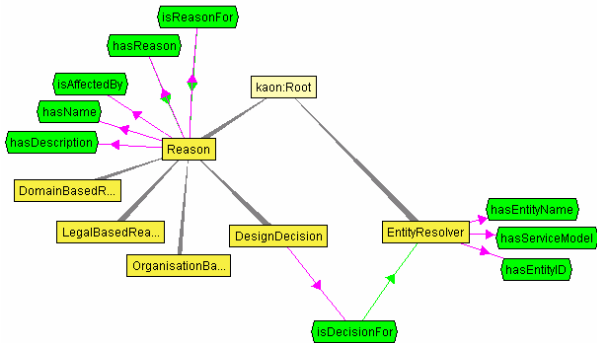 isReasonFor
hasReason
isAffectedBy
kaon:Root
hasName
hasDescription
Reason
DomainBasedR...
LegalBasedRea...
DesignDecision
EntityResolver
hasEntityName
hasServiceModel
OrganisationBa...
hasEntityID
isDecisionFor